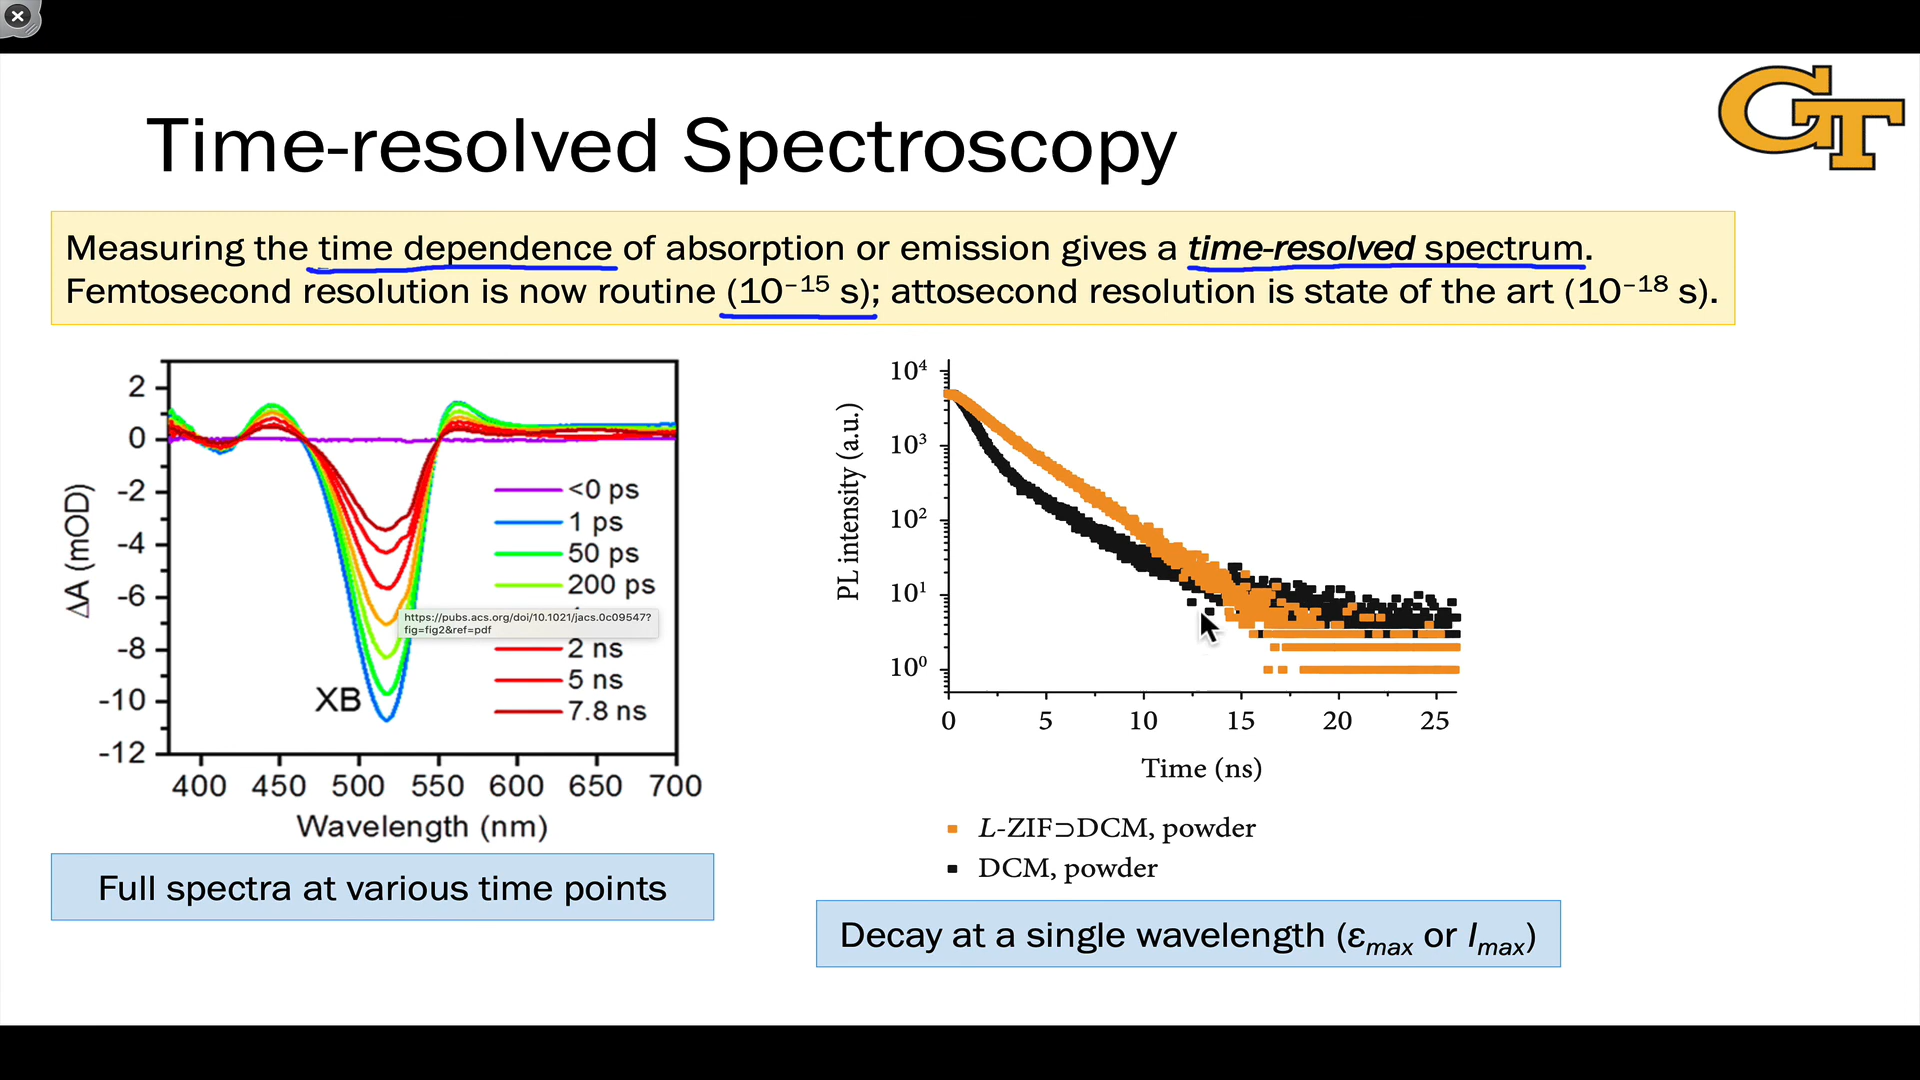 GT
Time-resolved Spectroscopy
Measuring the time dependence of absorption or emission gives a time-resolved spectrum.
Femtosecond resolution is now routine (10⁻¹⁵ s); attosecond resolution is state of the art (10⁻¹⁸ s).
2
0
-2
-4
-6
-8
-10
-12
ΔA (mOD)
<0 ps
1 ps
50 ps
200 ps
https://pubs.acs.org/doi/10.1021/jacs.0c09547?
fig=fig2&ref=pdf
2 ns
5 ns
7.8 ns
XB
400 450 500 550 600 650 700
Wavelength (nm)
Full spectra at various time points
10⁴
10³
10²
10¹
10⁰
PL intensity (a.u.)
0 5 10 15 20 25
Time (ns)
L-ZIF⊃DCM, powder
DCM, powder
Decay at a single wavelength (εmax or Imax)